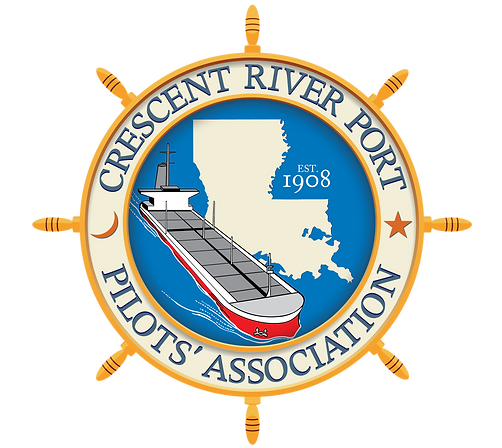 CRESCENT RIVER PORT
PILOTS' ASSOCIATION
EST.
1908